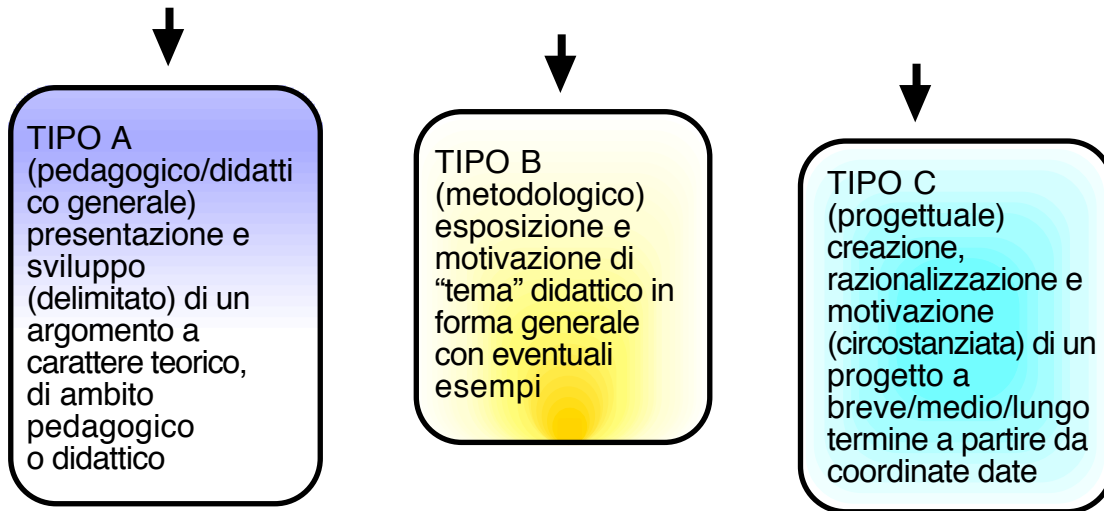 TIPO A
(pedagogico/didatti
co generale)
presentazione e
sviluppo
(delimitato) di un
argomento a
carattere teorico,
di ambito
pedagogico
o didattico
TIPO B
(metodologico)
esposizione e
motivazione di
“tema” didattico in
forma generale
con eventuali
esempi
TIPO C
(progettuale)
creazione,
razionalizzazione e
motivazione
(circostanziata) di un
progetto a
breve/medio/lungo
termine a partire da
coordinate date